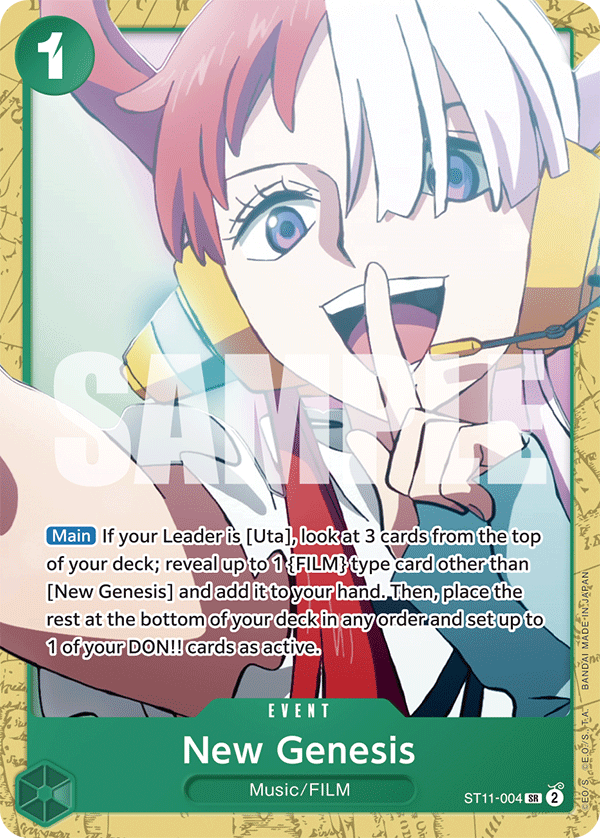 1
SAMPLE
Main If your Leader is [Uta], look at 3 cards from the top
of your deck; reveal up to 1 {FILM} type card other than
[New Genesis] and add it to your hand. Then, place the
rest at the bottom of your deck in any order and set up to
1 of your DON!! cards as active.
EVENT
New Genesis
Music/FILM
ST11-004 SR 2
©E.O./S.,T.A. BANDAI MADE IN JAPAN